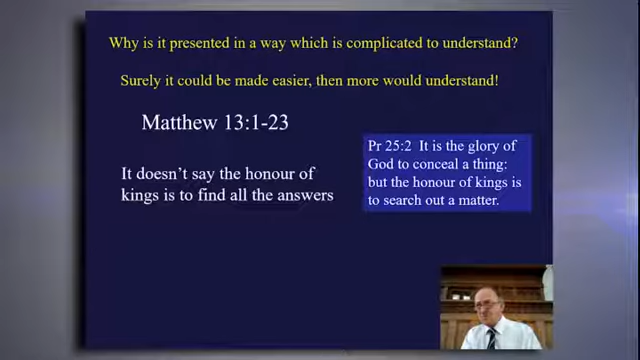 Why is it presented in a way which is complicated to understand?
Surely it could be made easier, then more would understand!
Matthew 13:1-23
It doesn't say the honour of
kings is to find all the answers
Pr 25:2 It is the glory of
God to conceal a thing:
but the honour of kings is
to search out a matter.